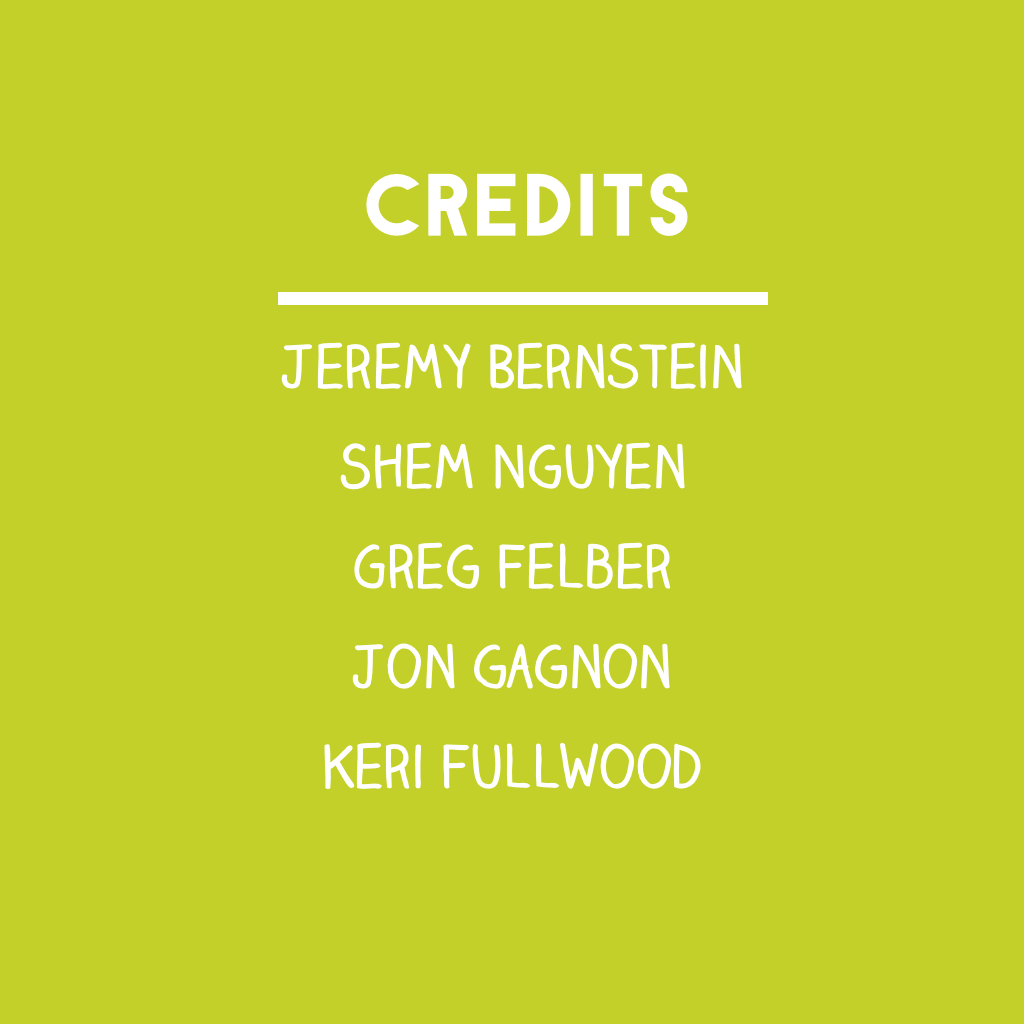 CREDITS
JEREMY BERNSTEIN
SHEM NGUYEN
GREG FELBER
JON GAGNON
KERI FULLWOOD